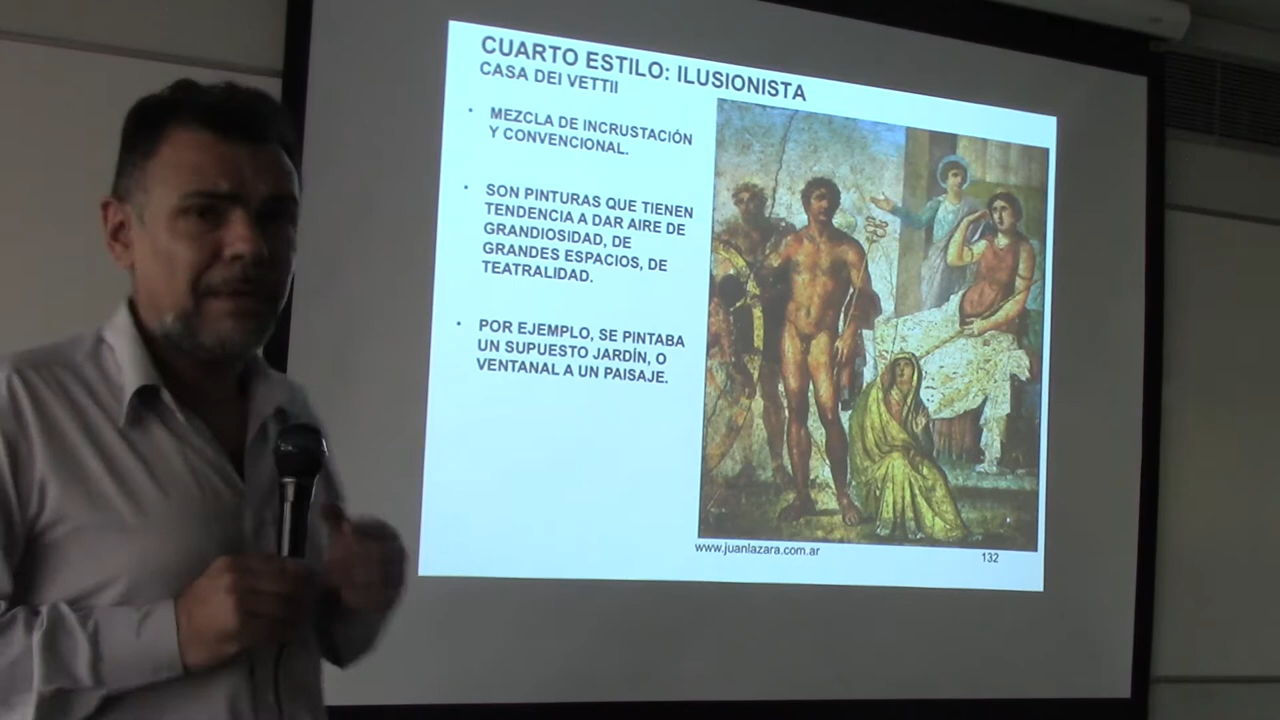 CUARTO ESTILO: ILUSIONISTA
CASA DEI VETTII
• MEZCLA DE INCRUSTACIÓN
Y CONVENCIONAL.
• SON PINTURAS QUE TIENEN
TENDENCIA A DAR AIRE DE
GRANDIOSIDAD, DE
GRANDES ESPACIOS, DE
TEATRALIDAD.
• POR EJEMPLO, SE PINTABA
UN SUPUESTO JARDÍN, O
VENTANAL A UN PAISAJE.
www.juanlazara.com.ar
132